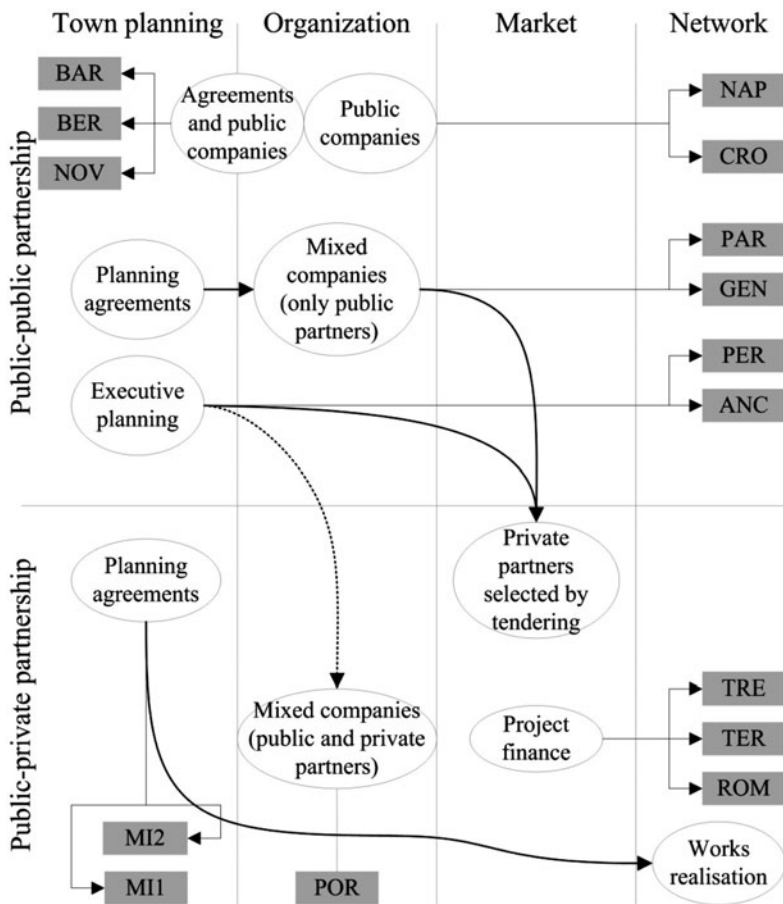 Town planning
Organization
Market
Network
Public-public partnership
BAR
BER
NOV
Agreements
and public
companies
Public
companies
NAP
CRO
Planning
agreements
Mixed
companies
(only public
partners)
PAR
GEN
Executive
planning
PER
ANC
Public-private partnership
Planning
agreements
Private
partners
selected by
tendering
Mixed companies
(public and private
partners)
Project
finance
TRE
TER
ROM
MI2
MI1
POR
Works
realisation